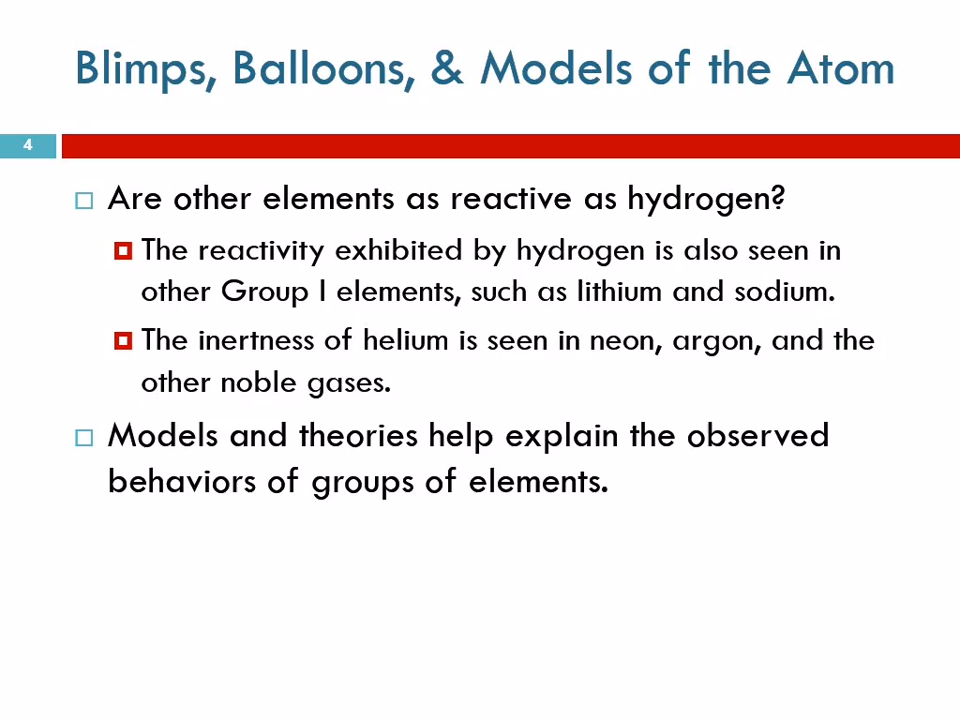 Blimps, Balloons, & Models of the Atom
4
Are other elements as reactive as hydrogen?
The reactivity exhibited by hydrogen is also seen in
other Group I elements, such as lithium and sodium.
The inertness of helium is seen in neon, argon, and the
other noble gases.
Models and theories help explain the observed
behaviors of groups of elements.